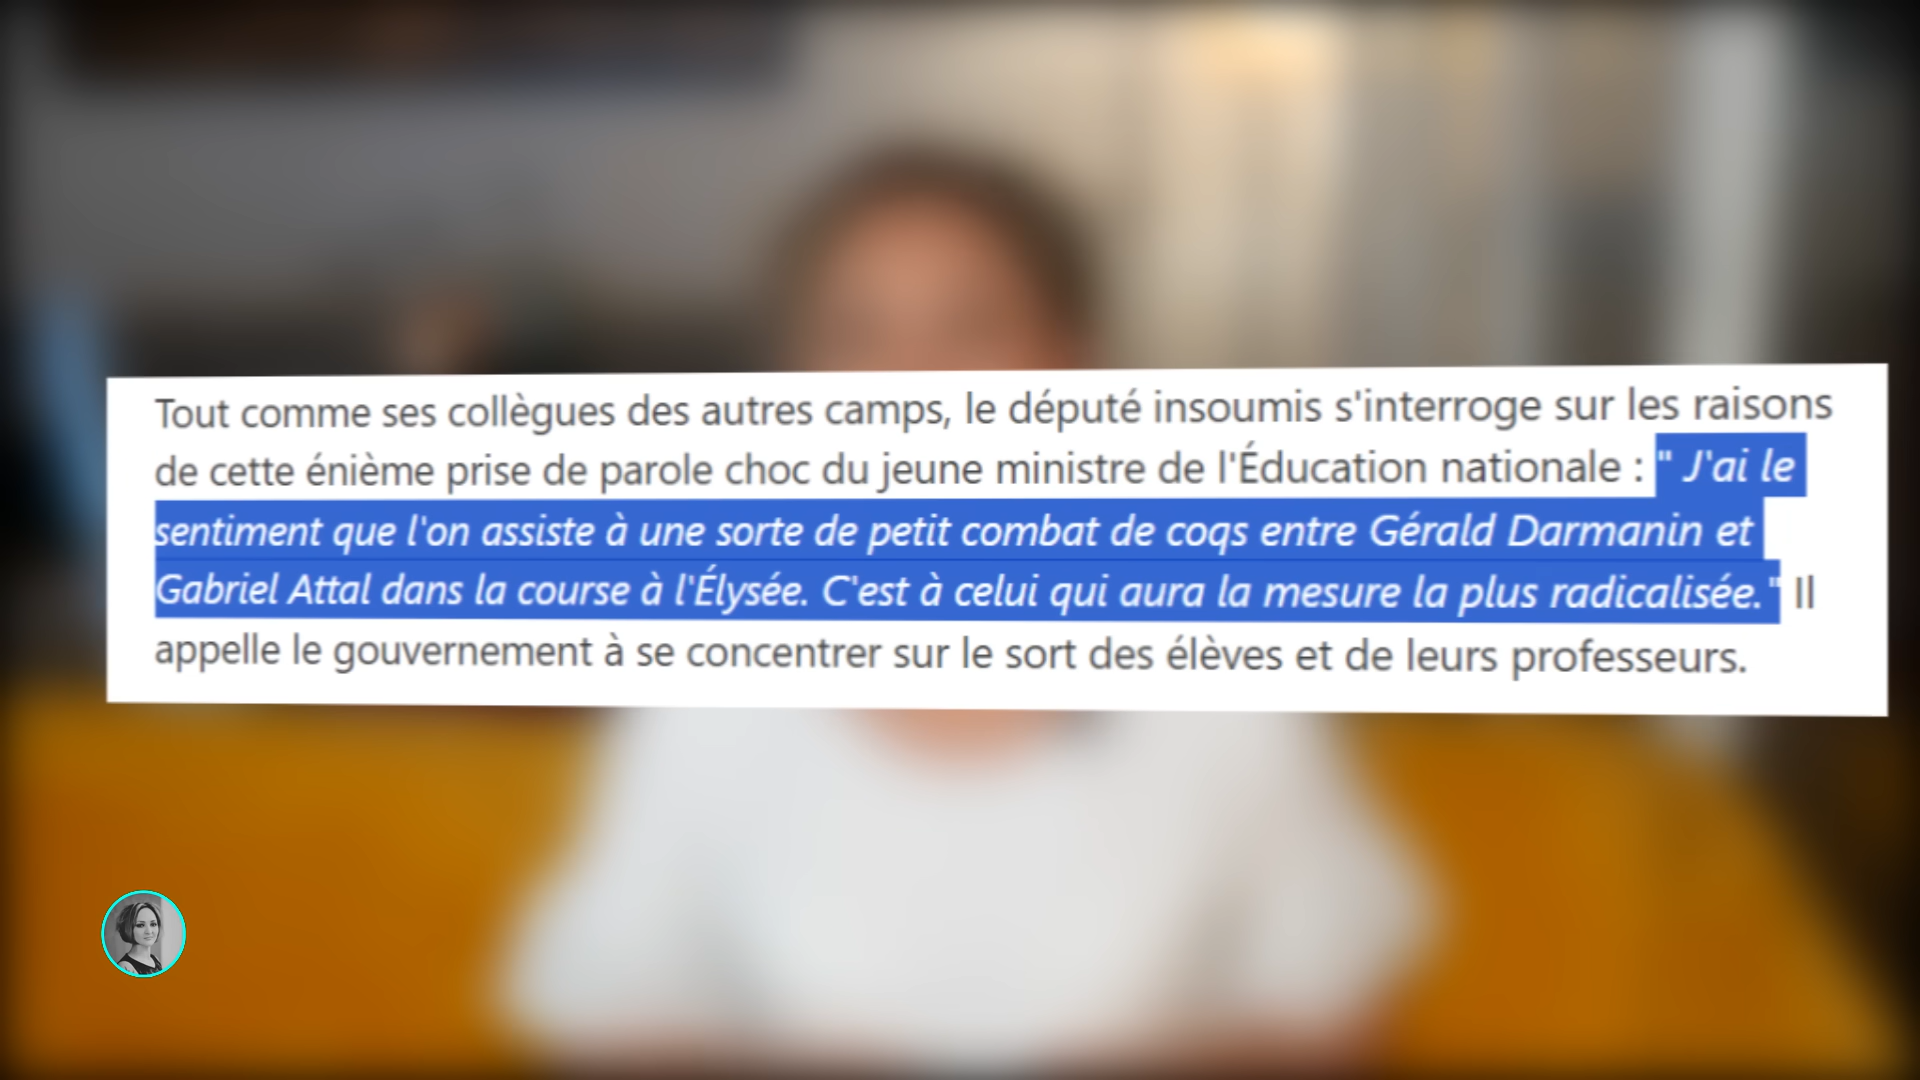 Tout comme ses collègues des autres camps, le député insoumis s'interroge sur les raisons
de cette énième prise de parole choc du jeune ministre de l'Éducation nationale : " J'ai le
sentiment que l'on assiste à une sorte de petit combat de coqs entre Gérald Darmanin et
Gabriel Attal dans la course à l'Élysée. C'est à celui qui aura la mesure la plus radicalisée." Il
appelle le gouvernement à se concentrer sur le sort des élèves et de leurs professeurs.